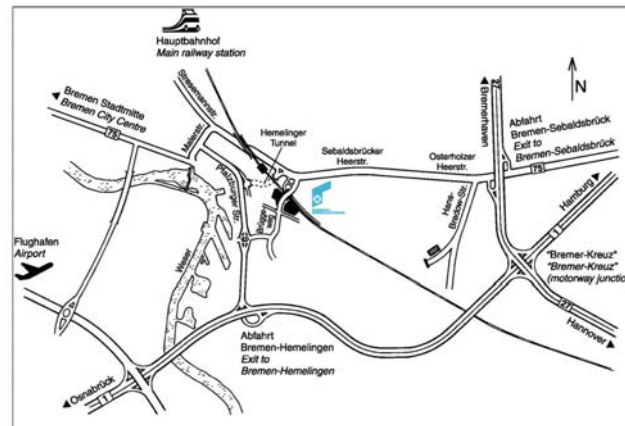 Hauptbahnhof
Main railway station
N
Bremen Stadtmitte
Bremen City Centre
75
Stresemannstr.
Malerstr.
Hemelinger
Tunnel
Sebaldsbrücker
Heerstr.
Osterholzer
Heerstr.
Bremerhaven
27
Abfahrt
Bremen-Sebaldsbrück
Exit to
Bremen-Sebaldsbrück
75
Hamburg
1
Pfalzburger Str.
Brüggeweg
Hans-
Bredow-Str.
Flughafen
Airport
Weser
"Bremer-Kreuz"
"Bremer-Kreuz"
(motorway junction
27
Hannover
Abfahrt
Bremen-Hemelingen
Exit to
Bremen-Hemelingen
Osnabrück
1